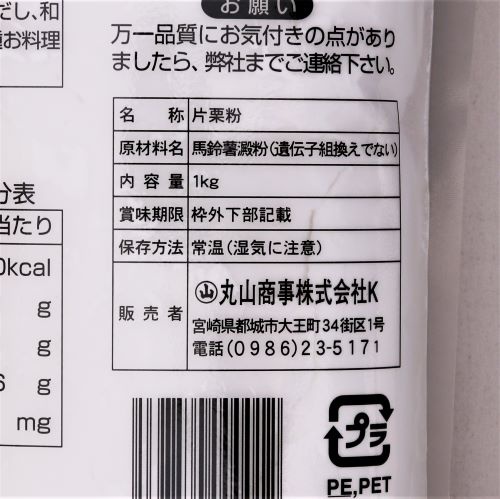 お願い
だし、和
お料理
万一品質にお気付きの点があり
ましたら、弊社までご連絡下さい。
名 称 片栗粉
原材料名 馬鈴薯澱粉(遺伝子組換えでない)
内容量 1kg
賞味期限 枠外下部記載
保存方法 常温(湿気に注意)
販売者 山 丸山商事株式会社K
宮崎県都城市大王町34街区1号
電話(0986)23-5171
分表
当たり
0kcal
g
g
6 g
mg
プラ
PE,PET